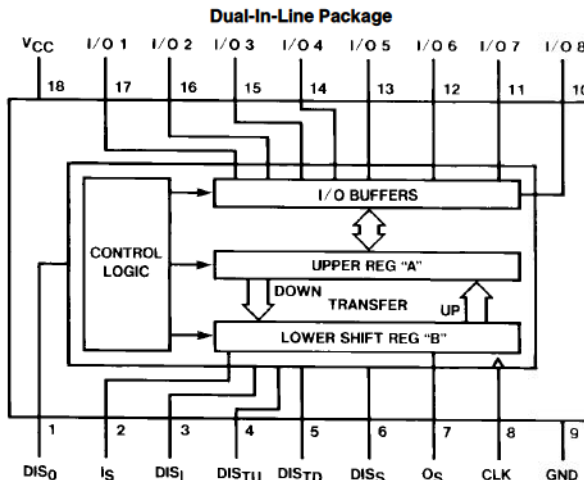 Dual-In-Line Package
VCC I/O 1 I/O 2 I/O 3 I/O 4 I/O 5 I/O 6 I/O 7 I/O 8
18 17 16 15 14 13 12 11 10
I/O BUFFERS
CONTROL
LOGIC
UPPER REG "A"
DOWN
TRANSFER
UP
LOWER SHIFT REG "B"
1 2 3 4 5 6 7 8 9
DISO IS DISI DISTU DISTD DISS OS CLK GND